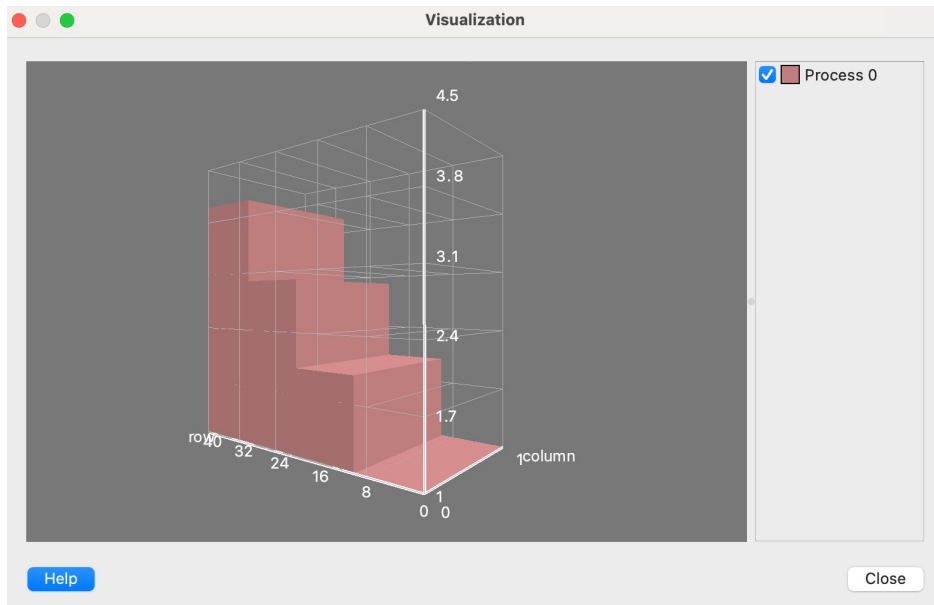 Visualization
Process 0
4.5
3.8
3.1
2.4
1.7
1
row
40
32
24
16
8
0
0
1
column
Help
Close